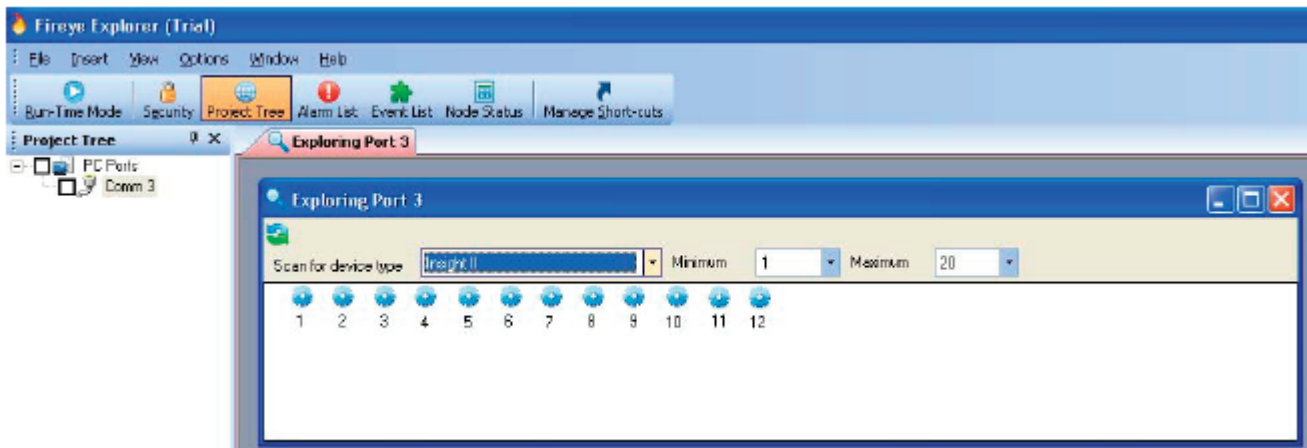 Fireye Explorer (Trial)
File Insert View Options Window Help
Run-Time Mode Security Project Tree Alarm List Event List Node Status Manage Short-cuts
Project Tree
Exploring Port 3
PC Ports
Comm 3
Exploring Port 3
Scan for device type Insight II Minimum 1 Maximum 20
1 2 3 4 5 6 7 8 9 10 11 12